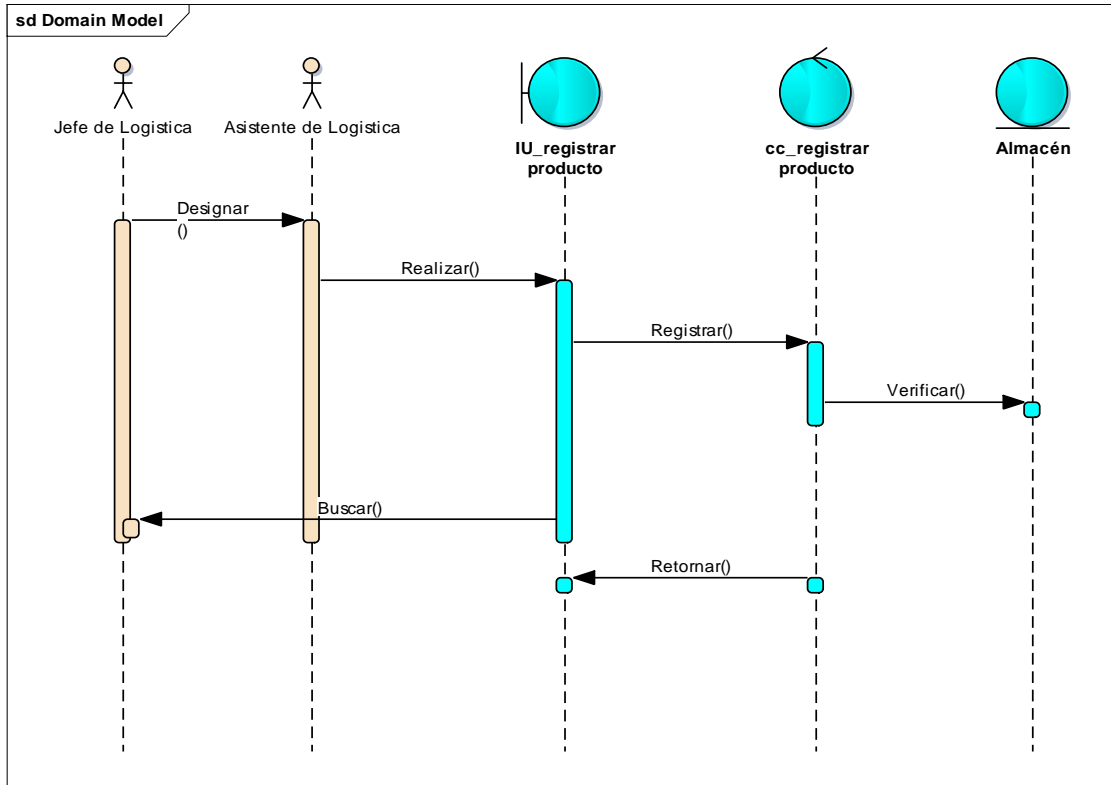 sd Domain Model
Jefe de Logistica
Asistente de Logistica
IU_registrar
producto
cc_registrar
producto
Almacén
Designar
()
Realizar()
Registrar()
Verificar()
Buscar()
Retornar()